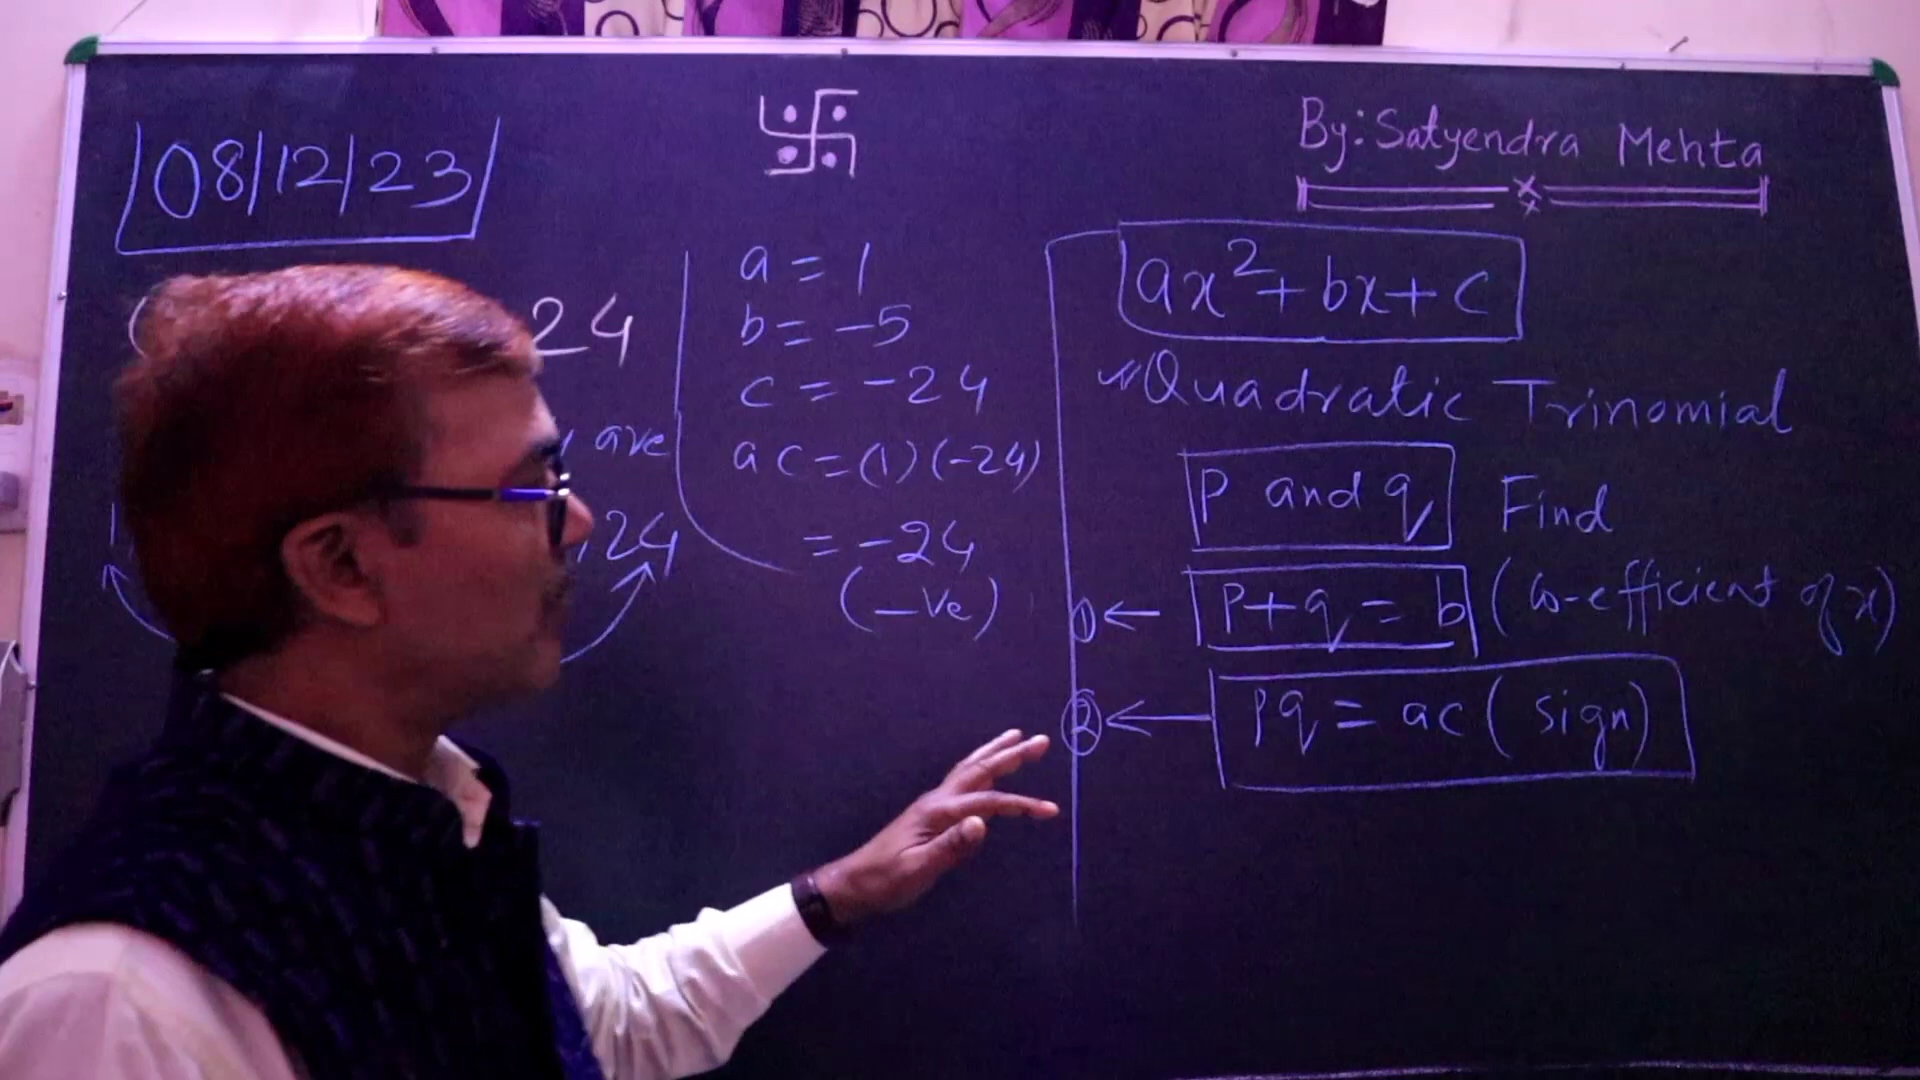 08/12/23
By: Satyendra Mehta
24
are
, 24
a = 1
b = -5
c = -24
ac = (1)(-24)
= -24
(-ve)
ax²+bx+c
Quadratic Trinomial
P and q Find
① ← P+q = b (co-efficient of x)
② ← pq = ac (sign)